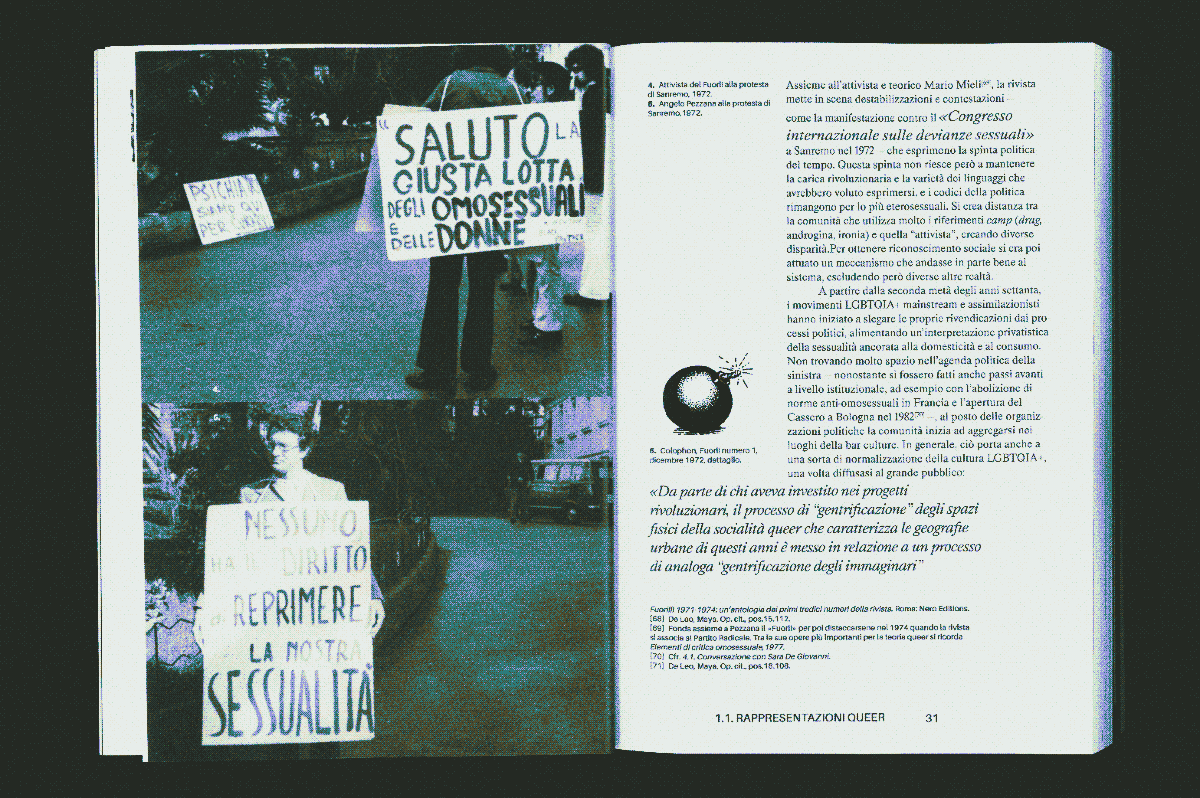 PSICHIATRI
SIAMO QUI
PER
"SALUTO LA
GIUSTA LOTTA
DEGLI OMOSESSUALI
E
DELLE DONNE
NESSUNO
HA IL DIRITTO
di REPRIMERE
LA NOSTRA
SESSUALITÀ
4. Attivista del Fuori! alla protesta
di Sanremo, 1972.
5. Angelo Pezzana alla protesta di
Sanremo, 1972.
Assieme all'attivista e teorico Mario Mieli[69], la rivista
mette in scena destabilizzazioni e contestazioni –
come la manifestazione contro il «Congresso
internazionale sulle devianze sessuali»
a Sanremo nel 1972 – che esprimono la spinta politica
del tempo. Questa spinta non riesce però a mantenere
la carica rivoluzionaria e la varietà dei linguaggi che
avrebbero voluto esprimersi, e i codici della politica
rimangono per lo più eterosessuali. Si crea distanza tra
la comunità che utilizza molto i riferimenti camp (drag,
androgina, ironia) e quella "attivista", creando diverse
disparità.Per ottenere riconoscimento sociale si era poi
attuato un meccanismo che andasse in parte bene al
sistema, escludendo però diverse altre realtà.
A partire dalla seconda metà degli anni settanta,
i movimenti LGBTQIA+ mainstream e assimilazionisti
hanno iniziato a slegare le proprie rivendicazioni dai pro
cessi politici, alimentando un'interpretazione privatistica
della sessualità ancorata alla domesticità e al consumo.
Non trovando molto spazio nell'agenda politica della
sinistra – nonostante si fossero fatti anche passi avanti
a livello istituzionale, ad esempio con l'abolizione di
norme anti-omosessuali in Francia e l'apertura del
Cassero a Bologna nel 1982[70] –, al posto delle organiz
zazioni politiche la comunità inizia ad aggregarsi nei
luoghi della bar culture. In generale, ciò porta anche a
una sorta di normalizzazione della cultura LGBTQIA+,
una volta diffusasi al grande pubblico:
6. Colophon, Fuori! numero 1,
dicembre 1972, dettaglio.
«Da parte di chi aveva investito nei progetti
rivoluzionari, il processo di "gentrificazione" degli spazi
fisici della socialità queer che caratterizza le geografie
urbane di questi anni è messo in relazione a un processo
di analoga "gentrificazione degli immaginari"
Fuori!!! 1971-1974: un'antologia dai primi tredici numeri della rivista. Roma: Nero Editions.
[68] De Leo, Maya. Op. cit., pos.15.112.
[69] Fonda assieme a Pezzana il «Fuori!» per poi distaccarsene nel 1974 quando la rivista
si associa al Partito Radicale. Tra le sue opere più importanti per la teoria queer si ricorda
Elementi di critica omosessuale, 1977.
[70] Cfr. 4.1. Conversazione con Sara De Giovanni.
[71] De Leo, Maya. Op. cit., pos.16.108.
1.1. RAPPRESENTAZIONI QUEER 31